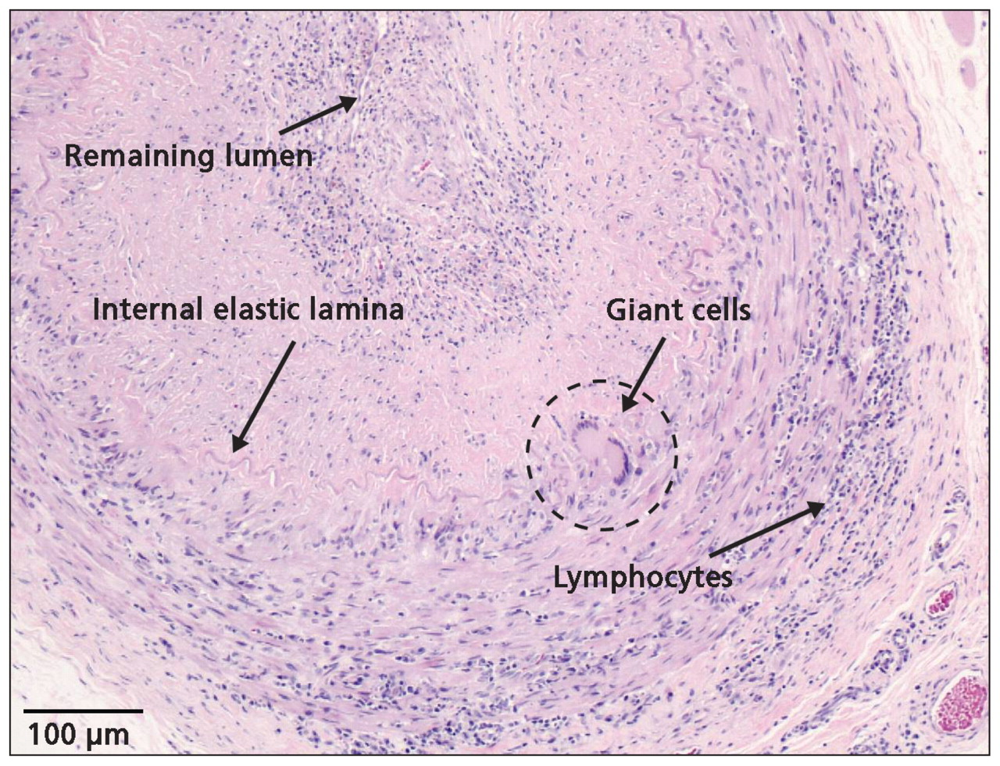 Remaining lumen
Internal elastic lamina
Giant cells
Lymphocytes
100 µm